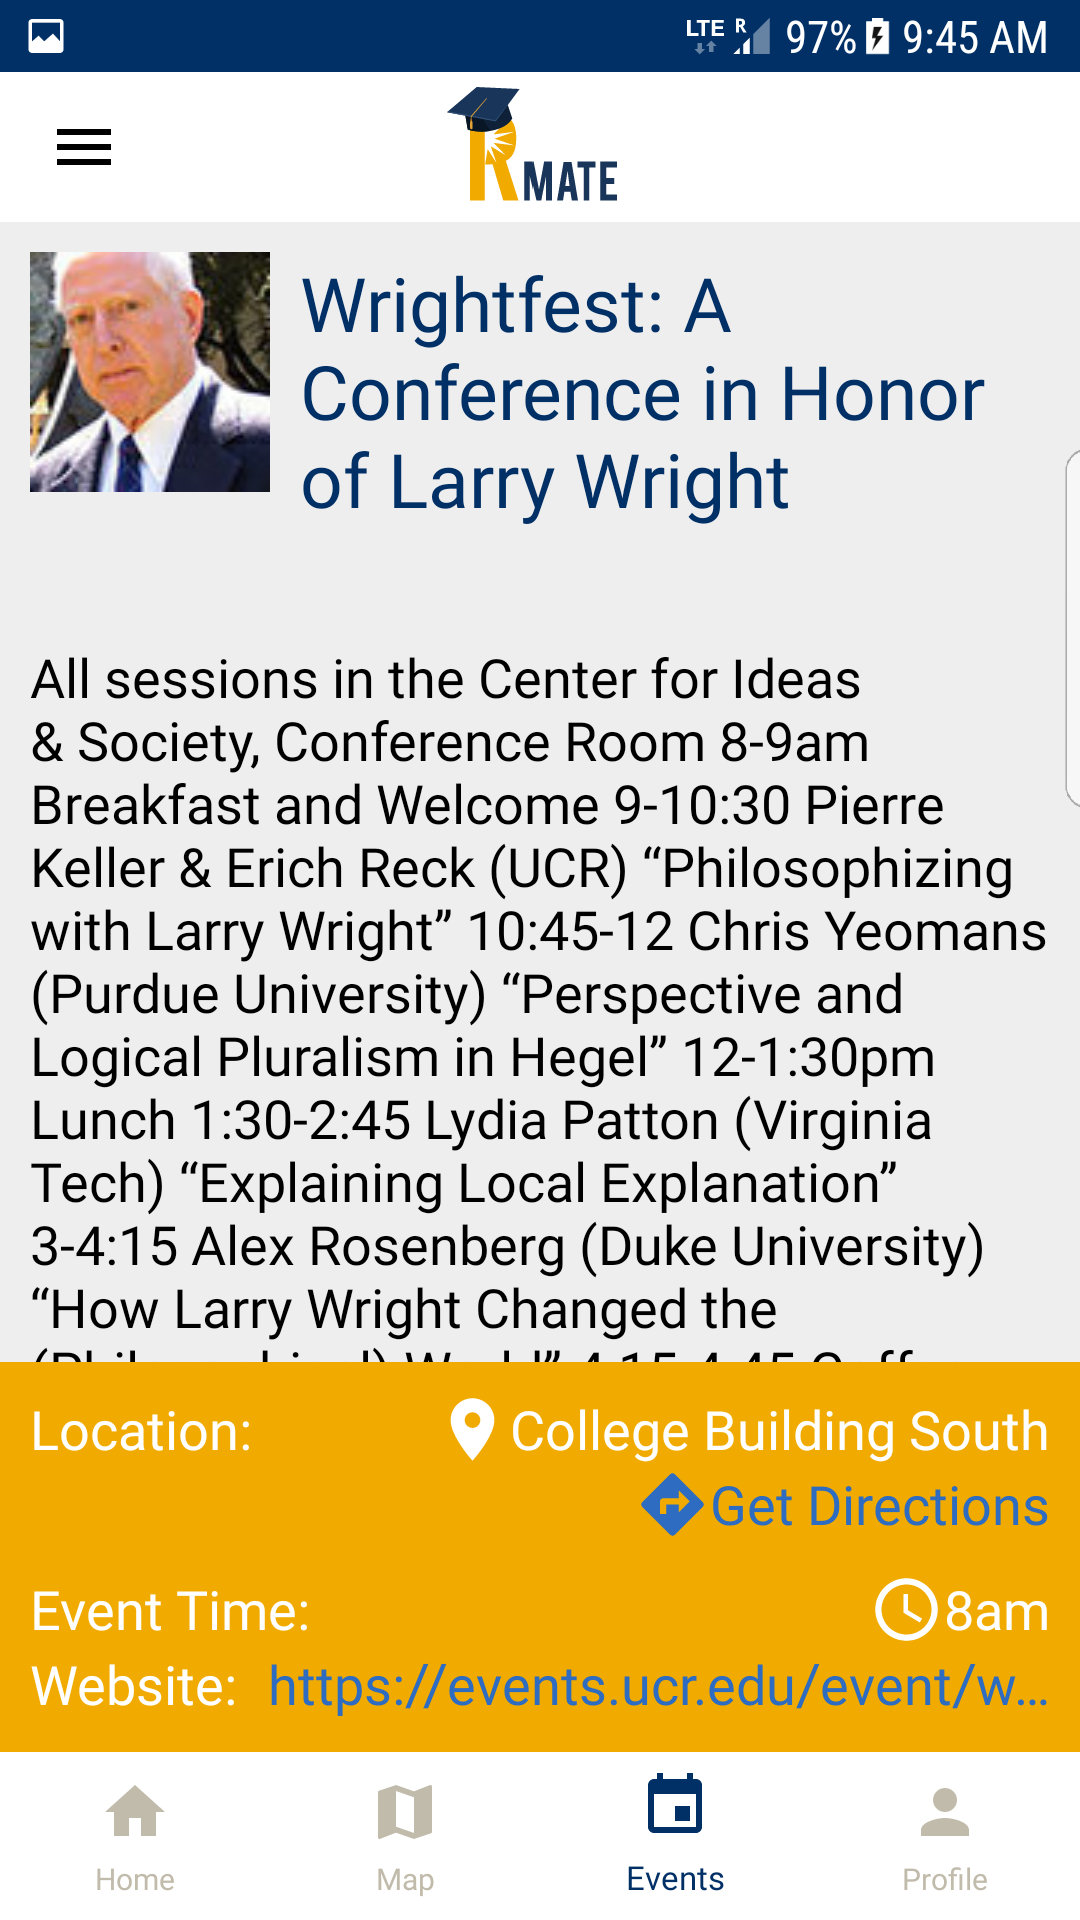 LTE R 97% 9:45 AM
RMATE
Wrightfest: A
Conference in Honor
of Larry Wright
All sessions in the Center for Ideas
& Society, Conference Room 8-9am
Breakfast and Welcome 9-10:30 Pierre
Keller & Erich Reck (UCR) “Philosophizing
with Larry Wright” 10:45-12 Chris Yeomans
(Purdue University) “Perspective and
Logical Pluralism in Hegel” 12-1:30pm
Lunch 1:30-2:45 Lydia Patton (Virginia
Tech) “Explaining Local Explanation”
3-4:15 Alex Rosenberg (Duke University)
“How Larry Wright Changed the
Location: College Building South
Get Directions
Event Time: 8am
Website: https://events.ucr.edu/event/w...
Home Map Events Profile